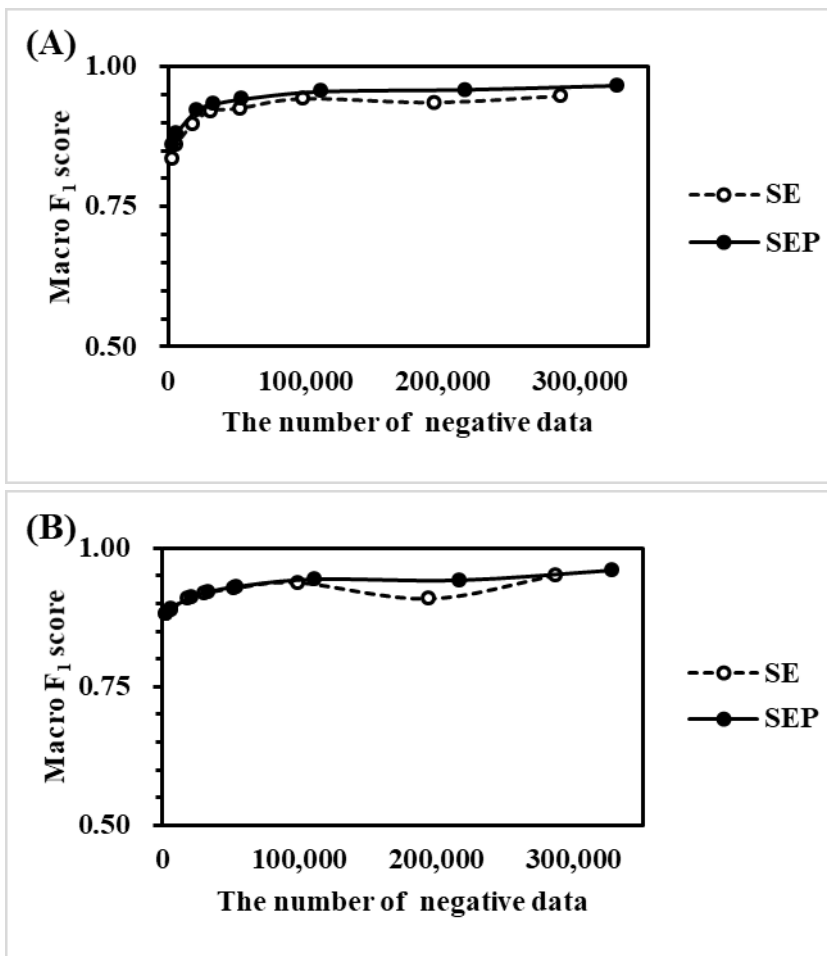 (A)
1.00
0.75
0.50
Macro F1 score
0
100,000
200,000
300,000
The number of negative data
SE
SEP
(B)
1.00
0.75
0.50
Macro F1 score
0
100,000
200,000
300,000
The number of negative data
SE
SEP